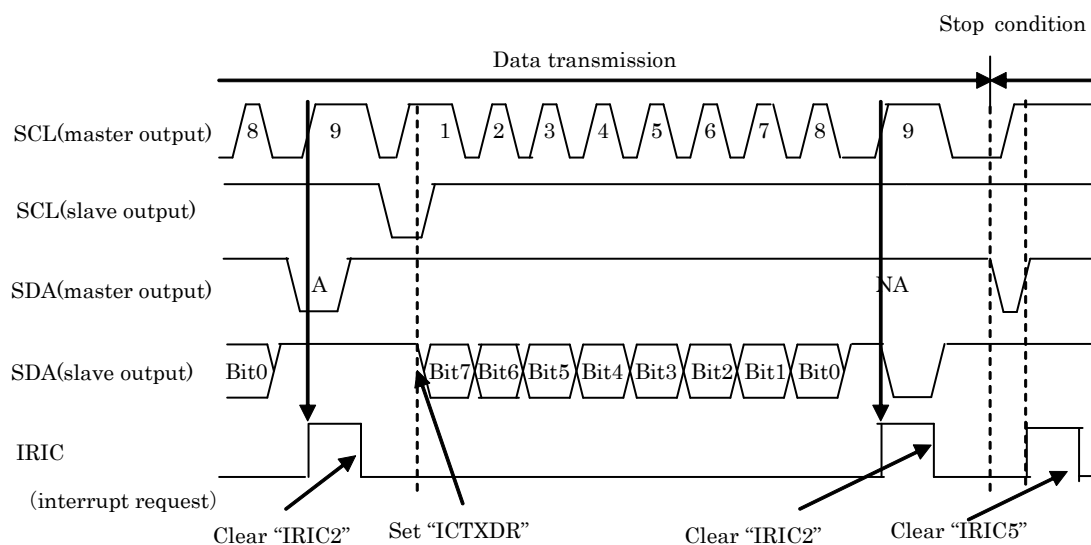 Stop condition
Data transmission
SCL(master output)
8 9 1 2 3 4 5 6 7 8 9
SCL(slave output)
SDA(master output)
A NA
SDA(slave output)
Bit0 Bit7 Bit6 Bit5 Bit4 Bit3 Bit2 Bit1 Bit0
IRIC
(interrupt request)
Clear “IRIC2” Set “ICTXDR” Clear “IRIC2” Clear “IRIC5”